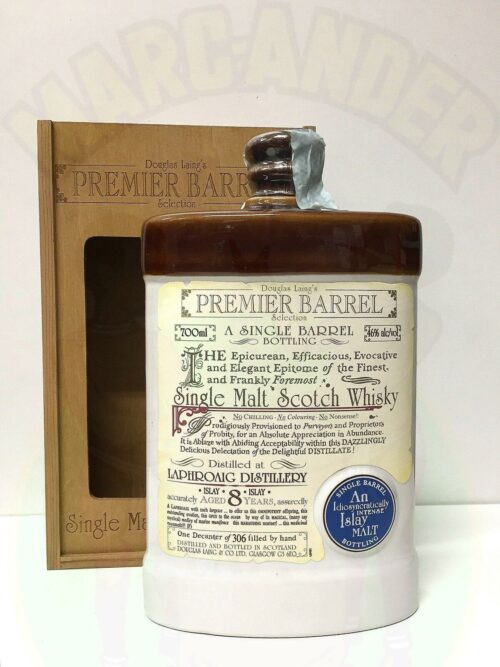 MARC-ANDER
Douglas Laing's
PREMIER BARRE
Selection
Single Ma
Douglas Laing's
PREMIER BARREL
Selection
700ml
A SINGLE BARREL
BOTTLING
46% alc/vol
THE Epicurean, Efficacious, Evocative
and Elegant Epitome of the Finest,
and Frankly Foremost
Single Malt Scotch Whisky
No CHILLING - No Colouring - No Nonsense!
Prodigiously Provisioned to Purveyors and Proprietors
of Probity, for an Absolute Appreciation in Abundance.
It is Ablaze with Abiding Acceptability within this DAZZLINGLY
Delicious Delectation of the Delightful DISTILLATE!
Distilled at
LAPHROAIG DISTILLERY
• ISLAY • 8 • ISLAY •
accurately AGED YEARS, assuredly
One Decanter of 306 filled by hand
DISTILLED AND BOTTLED IN SCOTLAND
DOUGLAS LAING & CO LTD, GLASGOW G3 6EQ
SINGLE BARREL
An
Idiosyncratically
INTENSE
Islay
MALT
BOTTLING